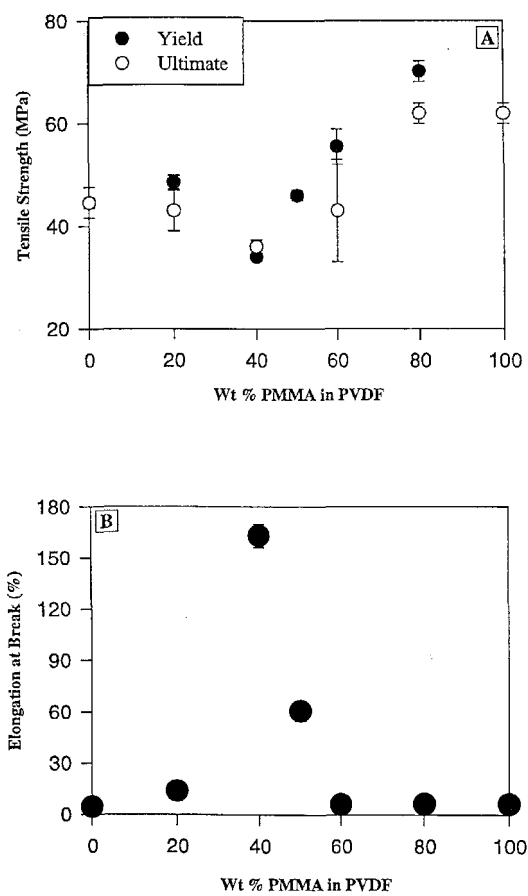 Yield
Ultimate
A
80
60
40
20
Tensile Strength (MPa)
0 20 40 60 80 100
Wt % PMMA in PVDF
B
180
150
120
90
60
30
0
Elongation at Break (%)
0 20 40 60 80 100
Wt % PMMA in PVDF